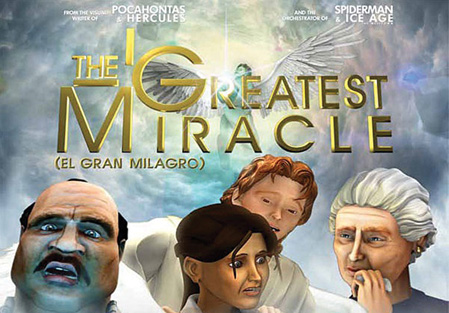 FROM THE VISUAL WRITER OF POCAHONTAS & HERCULES
AND THE ORCHESTRATOR OF SPIDERMAN & ICE AGE
THE GREATEST
MIRACLE
(EL GRAN MILAGRO)